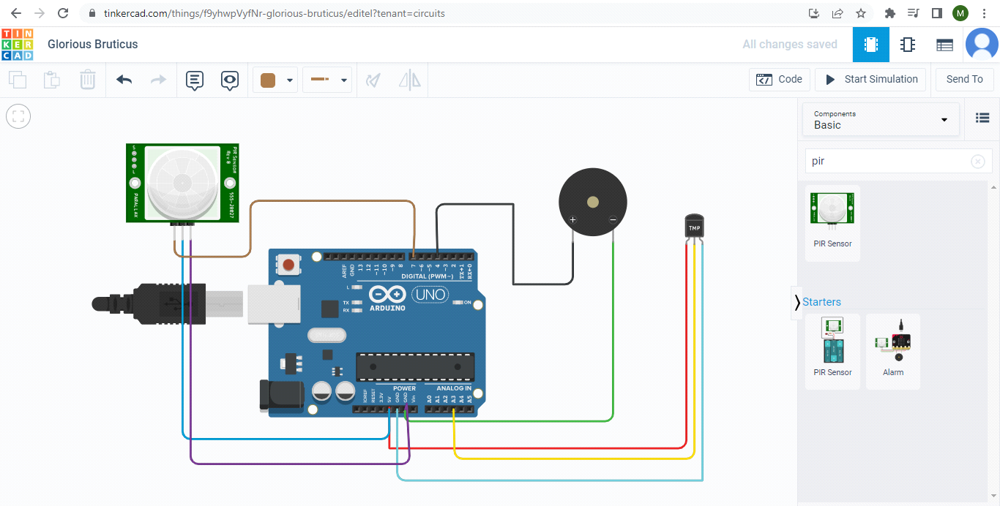 tinkercad.com/things/f9yhwpVyfNr-glorious-bruticus/editel?tenant=circuits
M
TIN
KER
CAD
Glorious Bruticus
All changes saved
Code
Start Simulation
Send To
Components
Basic
pir
PIR Sensor
Starters
PIR Sensor
Alarm
PIR Sensor
Rev B
555-28027
PARALLAX
S
L
+
−
TMP
AREF
GND
13
12
~11
~10
~9
8
7
~6
~5
4
~3
2
TX→1
RX←0
DIGITAL (PWM~)
L
TX
RX
UNO
ON
ARDUINO
POWER
ANALOG IN
IOREF
RESET
3.3V
5V
GND
GND
Vin
A0
A1
A2
A3
A4
A5